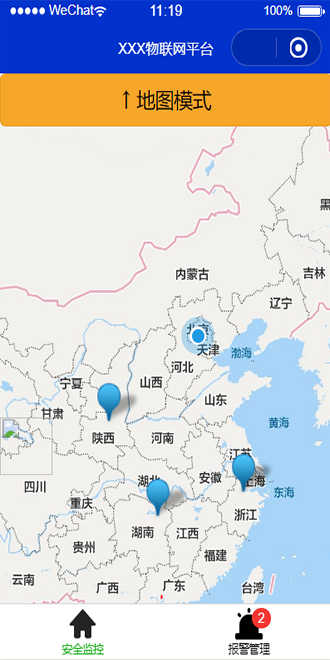 WeChat 11:19 100%
XXX物联网平台
↑地图模式
黑
吉林
内蒙古
辽宁
北京
天津
渤海
河北
宁夏
山西
山东
甘肃
黄海
陕西
河南
江苏
上海
安徽
湖北
四川
东海
重庆
浙江
湖南
江西
贵州
福建
云南
广西
广东
台湾
2
安全监控
报警管理